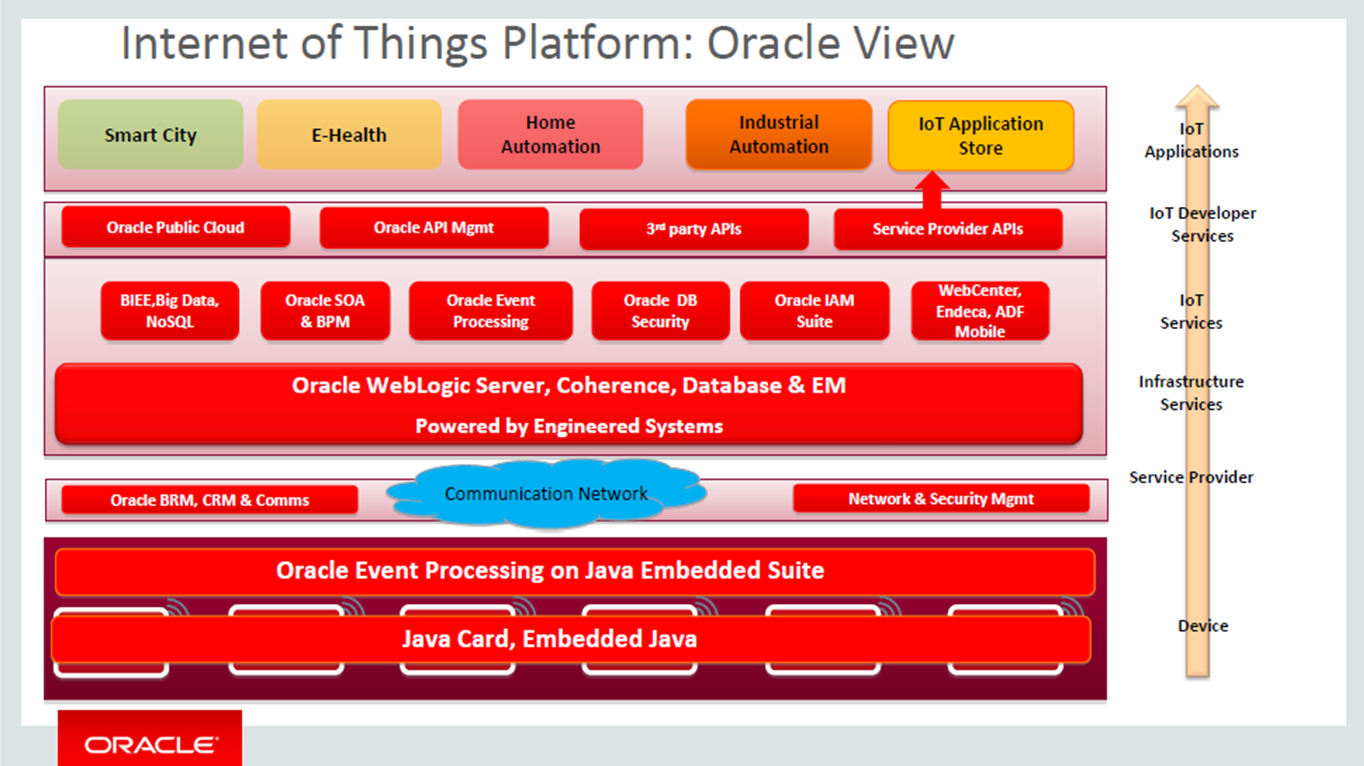 Internet of Things Platform: Oracle View
Smart City
E-Health
Home
Automation
Industrial
Automation
IoT Application
Store
IoT
Applications
Oracle Public Cloud
Oracle API Mgmt
3rd party APIs
Service Provider APIs
IoT Developer
Services
BIEE,Big Data,
NoSQL
Oracle SOA
& BPM
Oracle Event
Processing
Oracle DB
Security
Oracle IAM
Suite
WebCenter,
Endeca, ADF
Mobile
IoT
Services
Oracle WebLogic Server, Coherence, Database & EM
Powered by Engineered Systems
Infrastructure
Services
Oracle BRM, CRM & Comms
Communication Network
Network & Security Mgmt
Service Provider
Oracle Event Processing on Java Embedded Suite
Java Card, Embedded Java
Device
ORACLE®